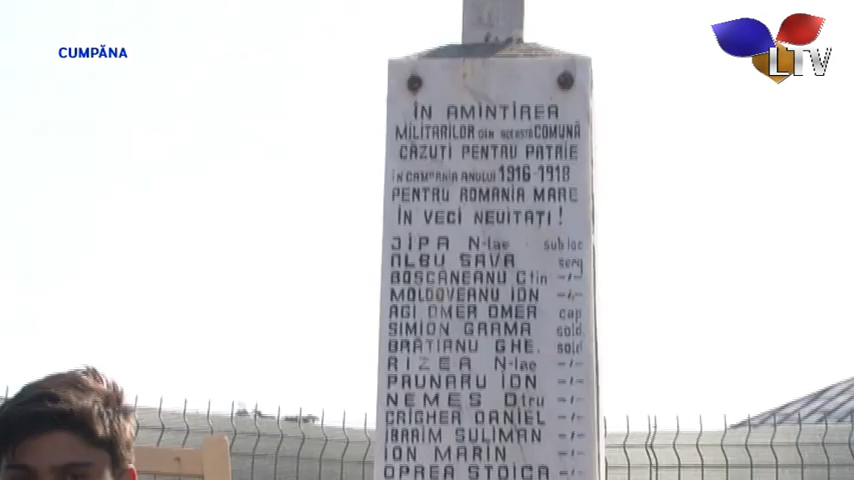 CUMPĂNA
LTV
ÎN AMINTIREA
MILITARILOR DIN ACEASTĂ COMUNĂ
CĂZUȚI PENTRU PATRIE
ÎN CAMPANIA ANULUI 1916-1918
PENTRU ROMÂNIA MARE
ÎN VECI NEUITAȚI!
JIPA N-lae subloc
ALBU SAVA serg
BOSCĂNEANU Ctin -"-
MOLDOVEANU ION -"-
AGI OMER OMER cap
SIMION GRAMA sold.
BRĂTIANU GHE. sold
RIZEA N-lae -"-
PRUNARU ION -"-
NEMEȘ Dtru -"-
GRIGHER DANIEL -"-
IBRAIM SULIMAN -"-
ION MARIN -"-
OPREA STOICA -"-